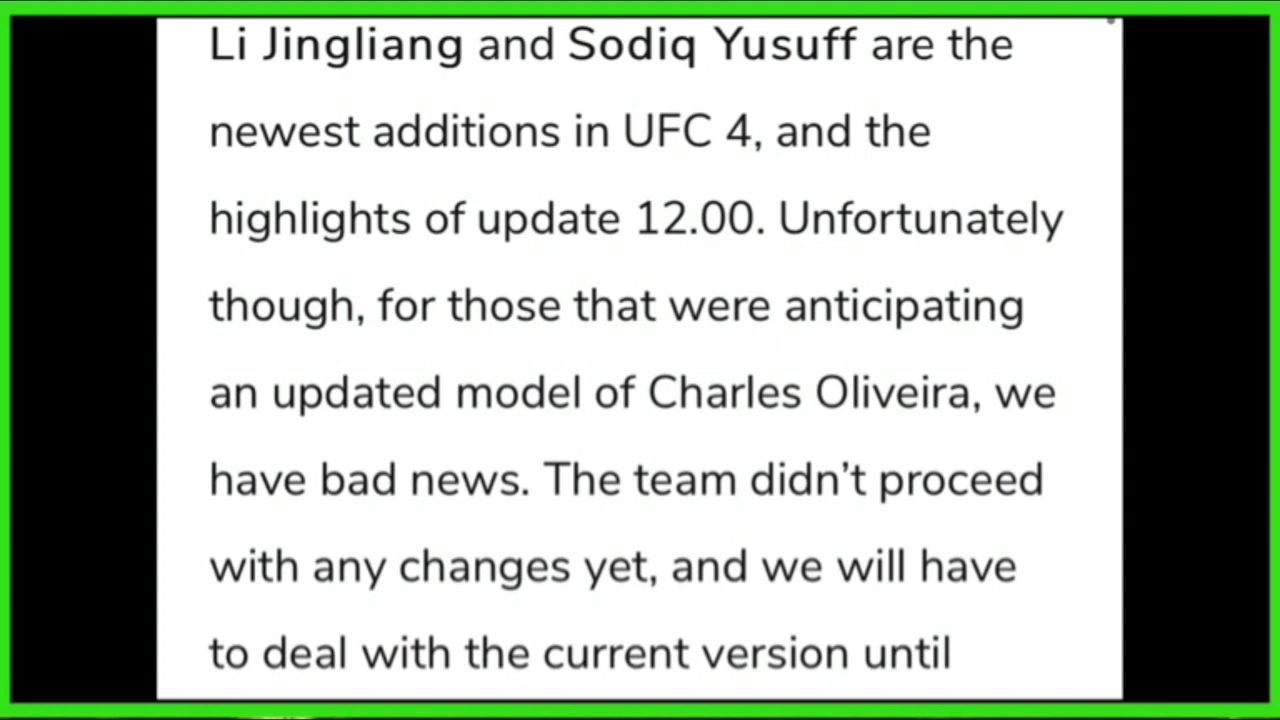 Li Jingliang and Sodiq Yusuff are the
newest additions in UFC 4, and the
highlights of update 12.00. Unfortunately
though, for those that were anticipating
an updated model of Charles Oliveira, we
have bad news. The team didn’t proceed
with any changes yet, and we will have
to deal with the current version until